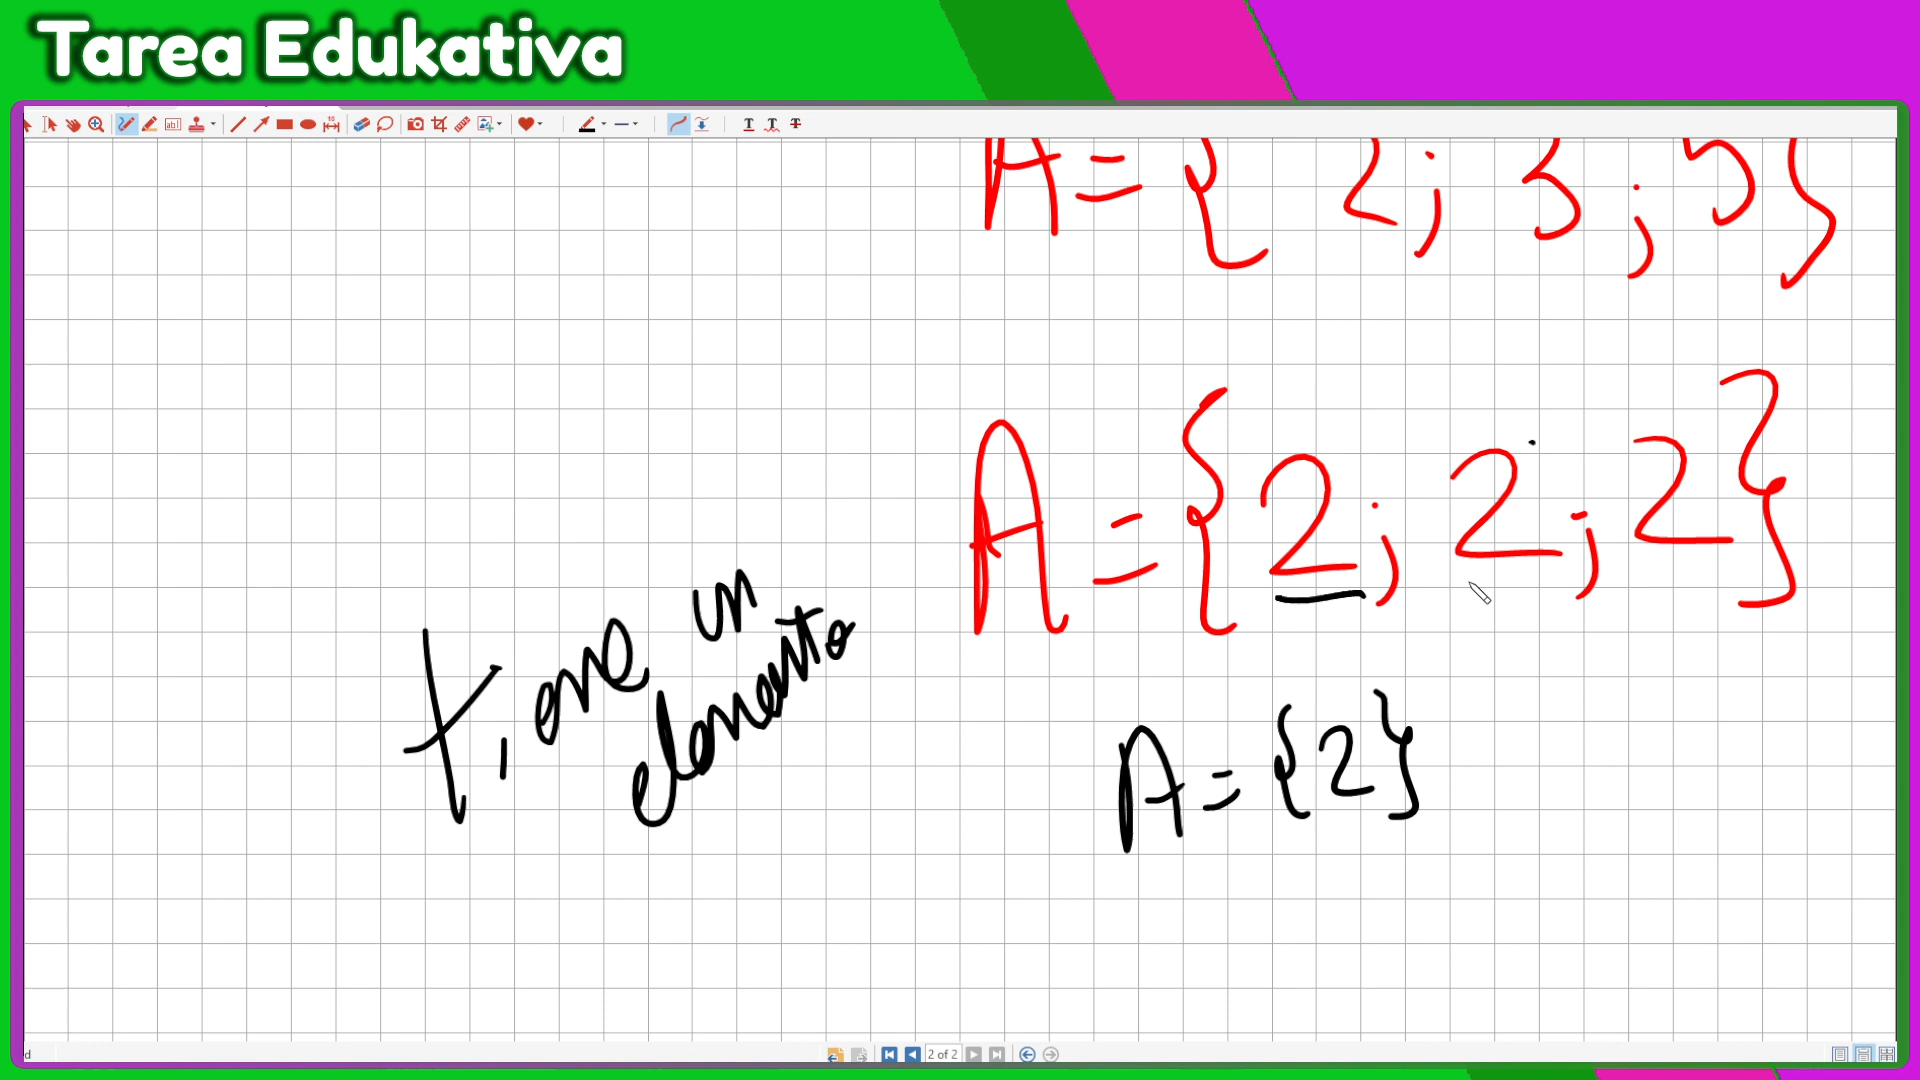 Tarea Edukativa
A = { 2 ; 3 ; 5 }
A = { 2 ; 2 ; 2 }
tiene un
elemento
A = { 2 }
2 of 2